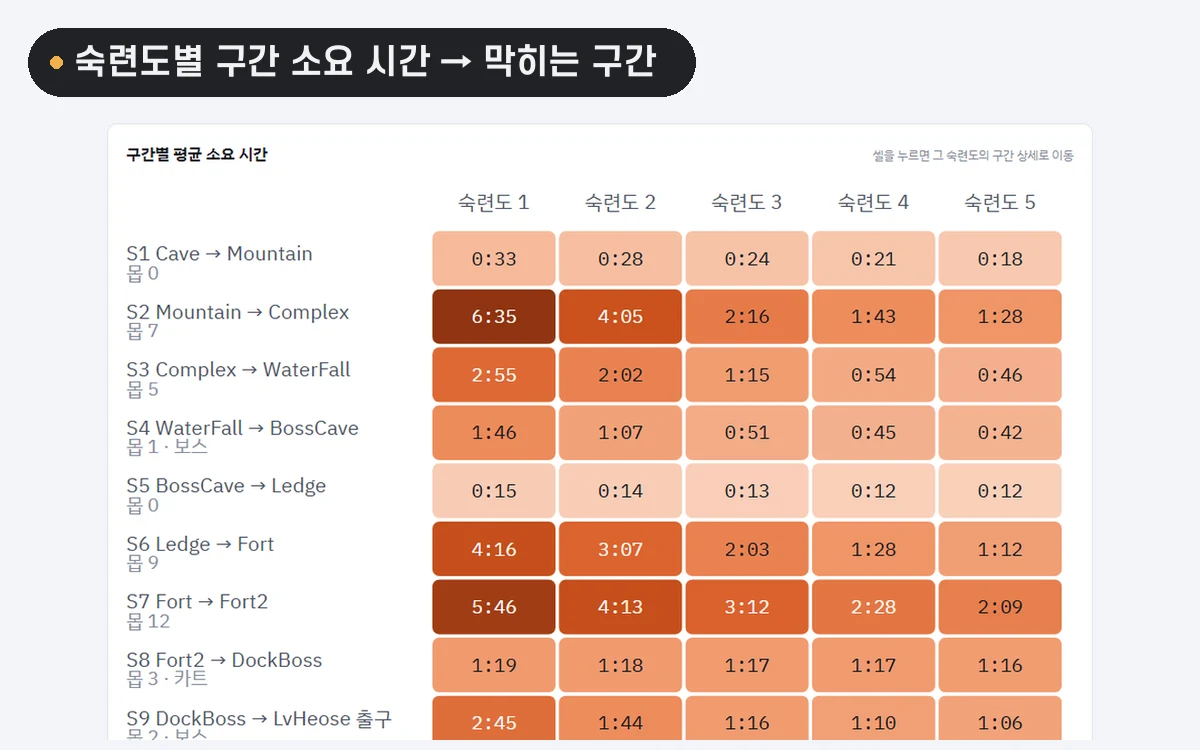 숙련도별 구간 소요 시간 → 막히는 구간
구간별 평균 소요 시간
셀을 누르면 그 숙련도의 구간 상세로 이동
숙련도 1 숙련도 2 숙련도 3 숙련도 4 숙련도 5
S1 Cave → Mountain
몹 0
0:33 0:28 0:24 0:21 0:18
S2 Mountain → Complex
몹 7
6:35 4:05 2:16 1:43 1:28
S3 Complex → WaterFall
몹 5
2:55 2:02 1:15 0:54 0:46
S4 WaterFall → BossCave
몹 1 · 보스
1:46 1:07 0:51 0:45 0:42
S5 BossCave → Ledge
몹 0
0:15 0:14 0:13 0:12 0:12
S6 Ledge → Fort
몹 9
4:16 3:07 2:03 1:28 1:12
S7 Fort → Fort2
몹 12
5:46 4:13 3:12 2:28 2:09
S8 Fort2 → DockBoss
몹 3 · 카트
1:19 1:18 1:17 1:17 1:16
S9 DockBoss → LvHeose 출구
몹 2 · 보스
2:45 1:44 1:16 1:10 1:06